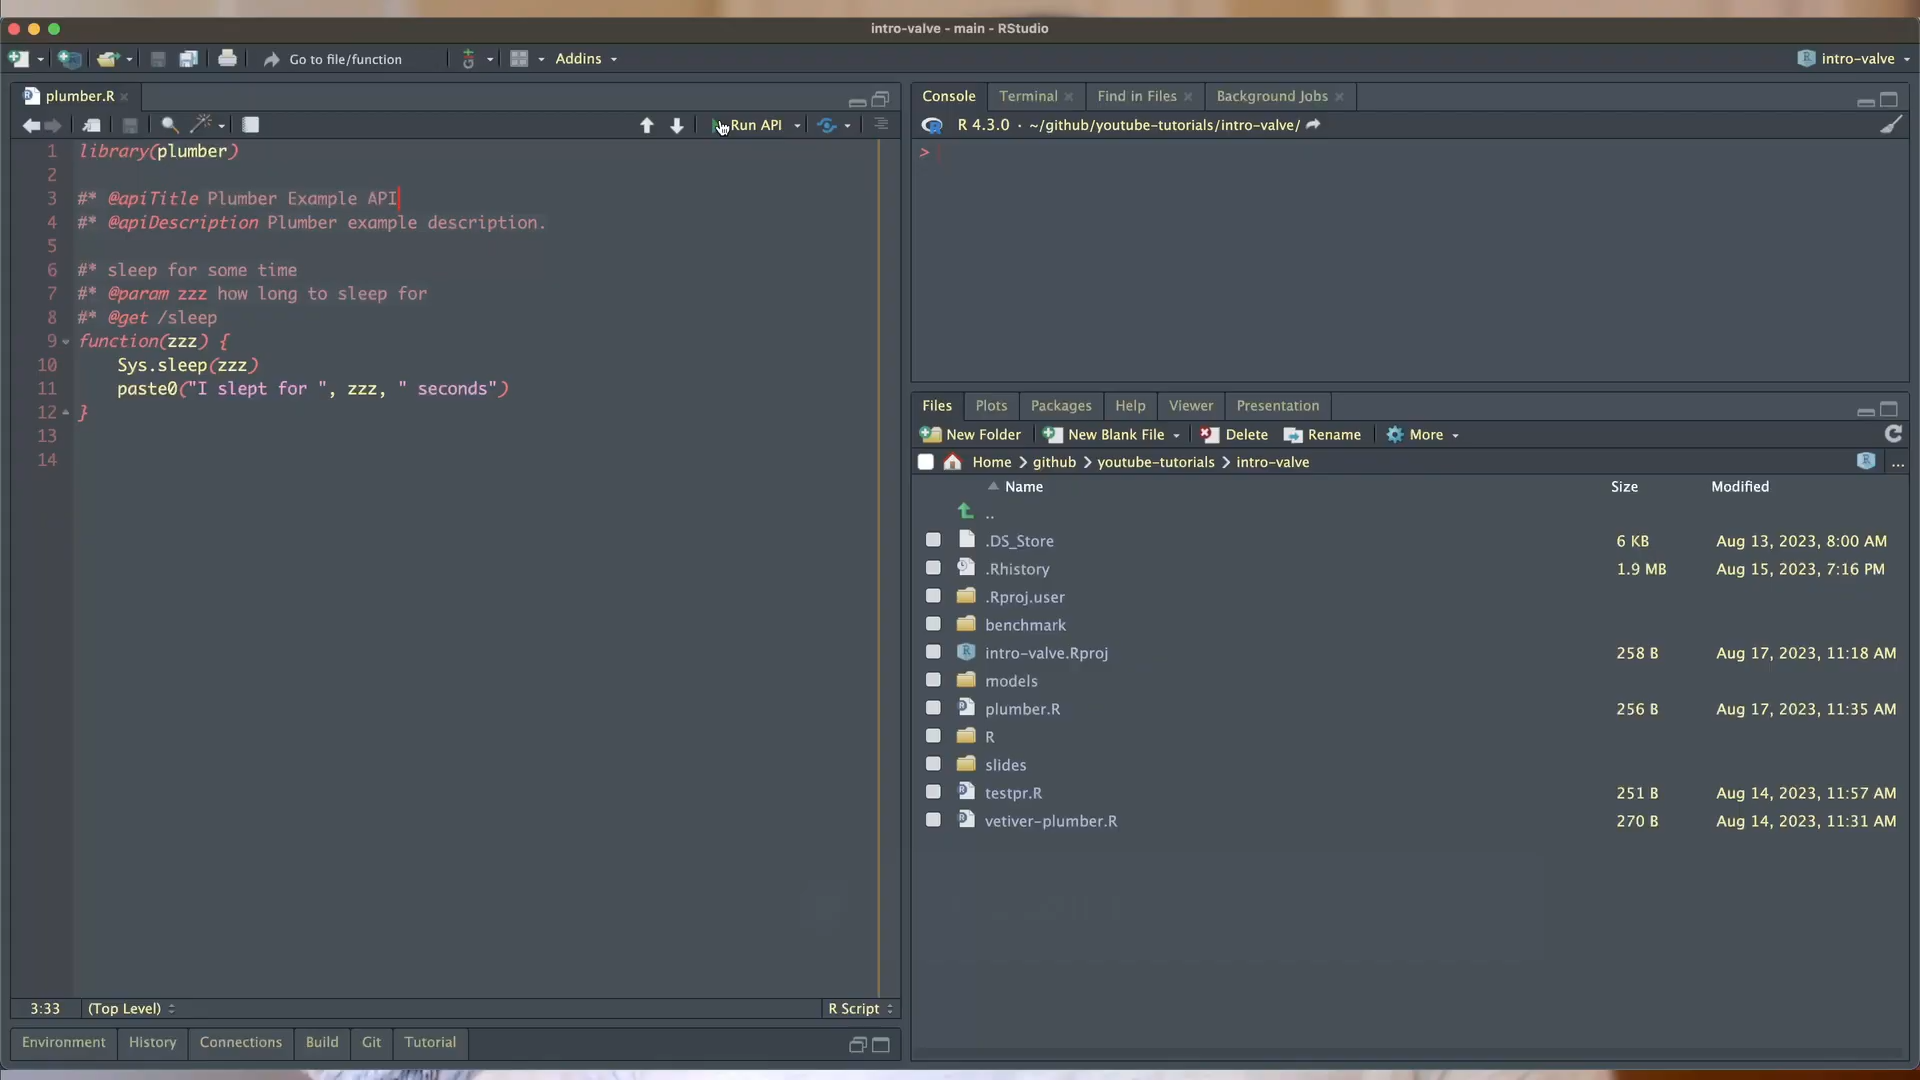 intro-valve - main - RStudio
Go to file/function
Addins
intro-valve
plumber.R
Run API
1 library(plumber)
2
3 #* @apiTitle Plumber Example API
4 #* @apiDescription Plumber example description.
5
6 #* sleep for some time
7 #* @param zzz how long to sleep for
8 #* @get /sleep
9 function(zzz) {
10 Sys.sleep(zzz)
11 paste0("I slept for ", zzz, " seconds")
12 }
13
14
3:33 (Top Level) R Script
Environment History Connections Build Git Tutorial
Console Terminal Find in Files Background Jobs
R 4.3.0 · ~/github/youtube-tutorials/intro-valve/
>
Files Plots Packages Help Viewer Presentation
New Folder New Blank File Delete Rename More
Home github youtube-tutorials intro-valve ...
Name Size Modified
..
.DS_Store 6 KB Aug 13, 2023, 8:00 AM
.Rhistory 1.9 MB Aug 15, 2023, 7:16 PM
.Rproj.user
benchmark
intro-valve.Rproj 258 B Aug 17, 2023, 11:18 AM
models
plumber.R 256 B Aug 17, 2023, 11:35 AM
R
slides
testpr.R 251 B Aug 14, 2023, 11:57 AM
vetiver-plumber.R 270 B Aug 14, 2023, 11:31 AM